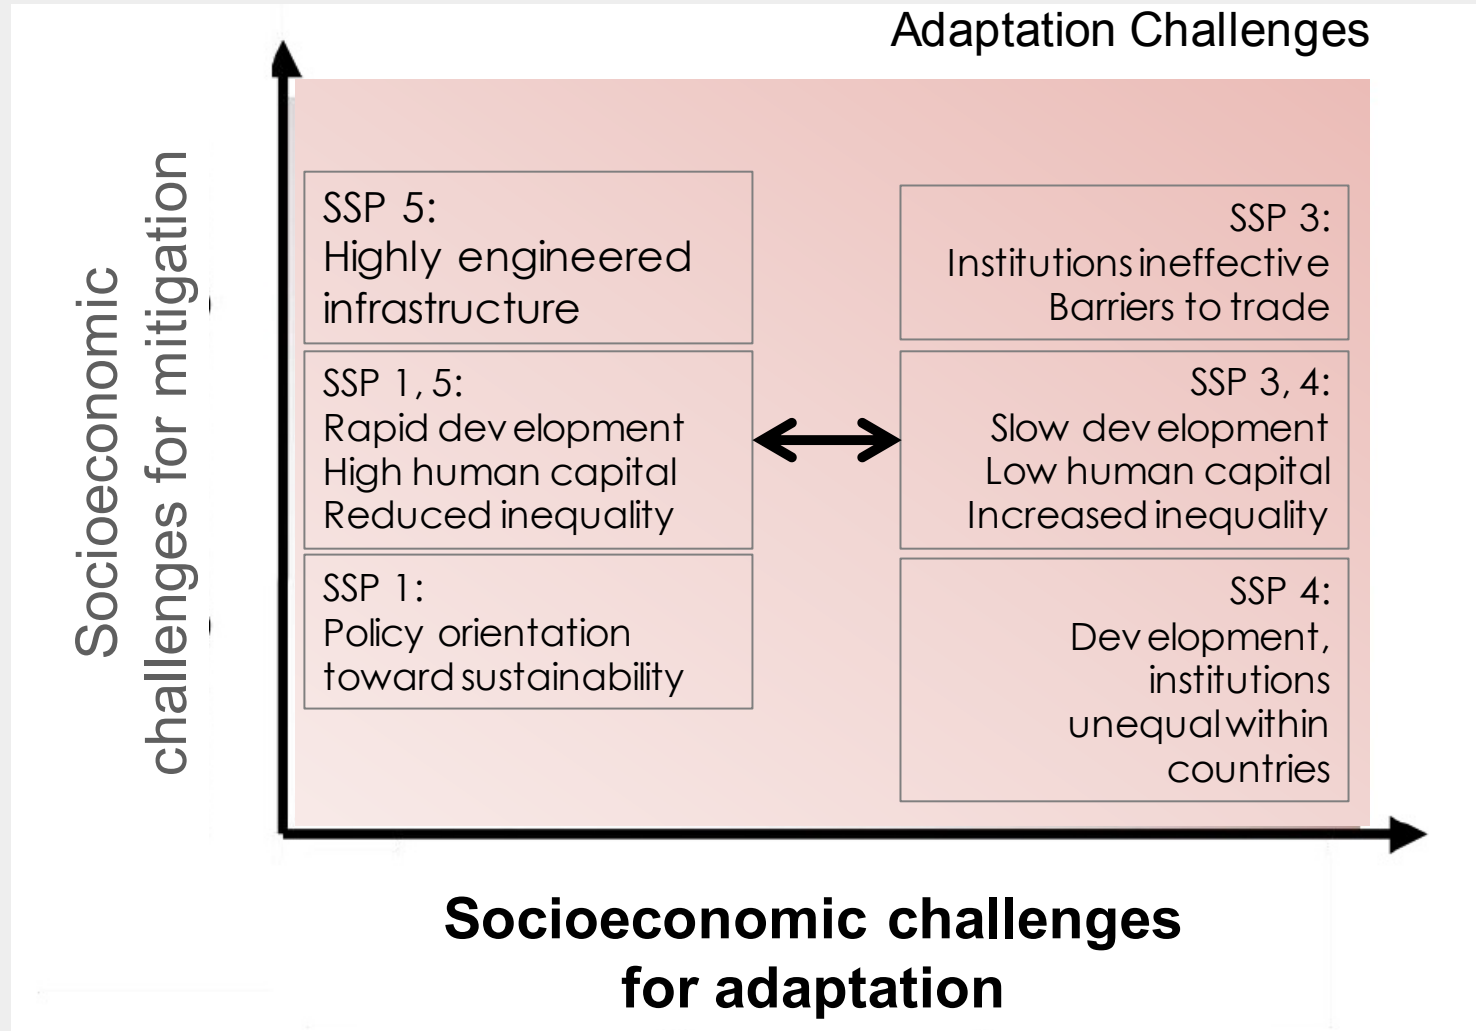 Adaptation Challenges
Socioeconomic
challenges for mitigation
SSP 5:
Highly engineered
infrastructure
SSP 3:
Institutions ineffective
Barriers to trade
SSP 1, 5:
Rapid development
High human capital
Reduced inequality
SSP 3, 4:
Slow development
Low human capital
Increased inequality
SSP 1:
Policy orientation
toward sustainability
SSP 4:
Development,
institutions
unequal within
countries
Socioeconomic challenges
for adaptation